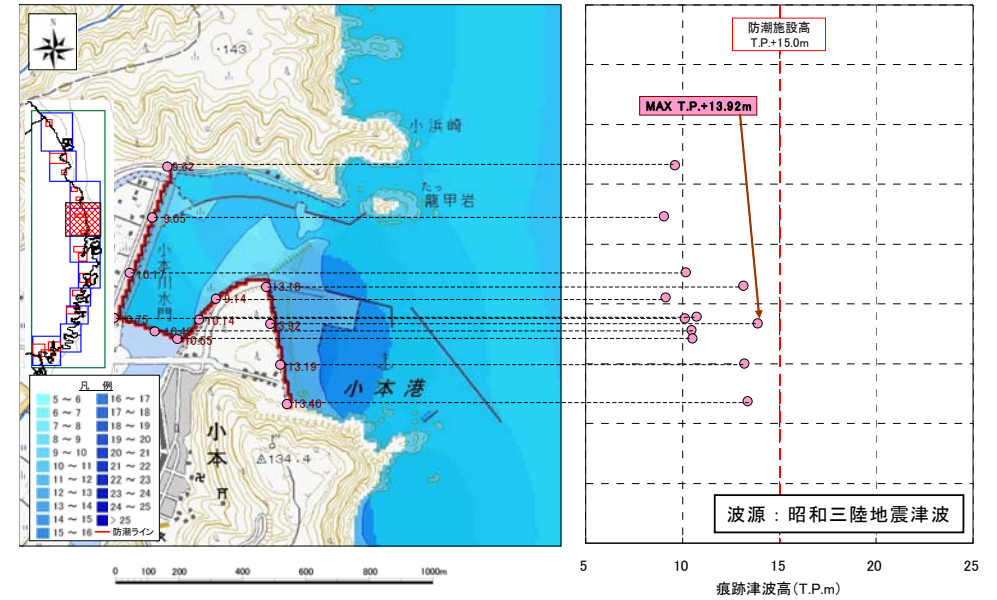 N
・143
小浜崎
たっ
龍甲岩
9.62
9.05
小本川水門
10.17
13.18
9.14
10.14
13.92
10.65
13.19
13.40
小本港
小本
134.4
凡 例
5 ～ 6
6 ～ 7
7 ～ 8
8 ～ 9
9 ～ 10
10 ～ 11
11 ～ 12
12 ～ 13
13 ～ 14
14 ～ 15
15 ～ 16
16 ～ 17
17 ～ 18
18 ～ 19
19 ～ 20
20 ～ 21
21 ～ 22
22 ～ 23
23 ～ 24
24 ～ 25
＞25
防潮ライン
0 100 200 400 600 800 1000m
防潮施設高
T.P.+15.0m
MAX T.P.+13.92m
波源：昭和三陸地震津波
5 10 15 20 25
痕跡津波高(T.P.m)